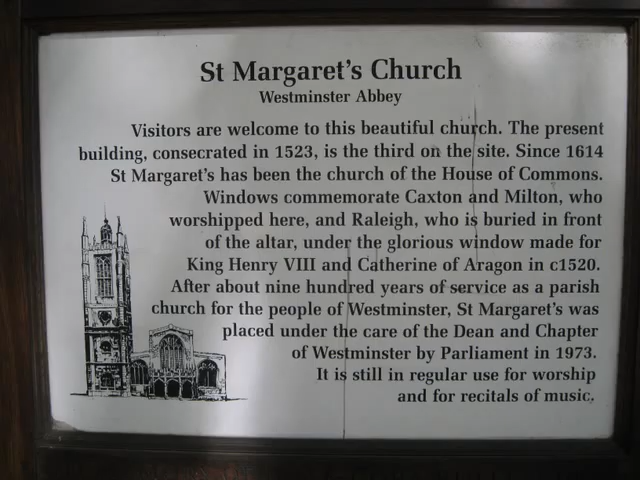 St Margaret's Church
Westminster Abbey
Visitors are welcome to this beautiful church. The present
building, consecrated in 1523, is the third on the site. Since 1614
St Margaret's has been the church of the House of Commons.
Windows commemorate Caxton and Milton, who
worshipped here, and Raleigh, who is buried in front
of the altar, under the glorious window made for
King Henry VIII and Catherine of Aragon in c1520.
After about nine hundred years of service as a parish
church for the people of Westminster, St Margaret's was
placed under the care of the Dean and Chapter
of Westminster by Parliament in 1973.
It is still in regular use for worship
and for recitals of music.